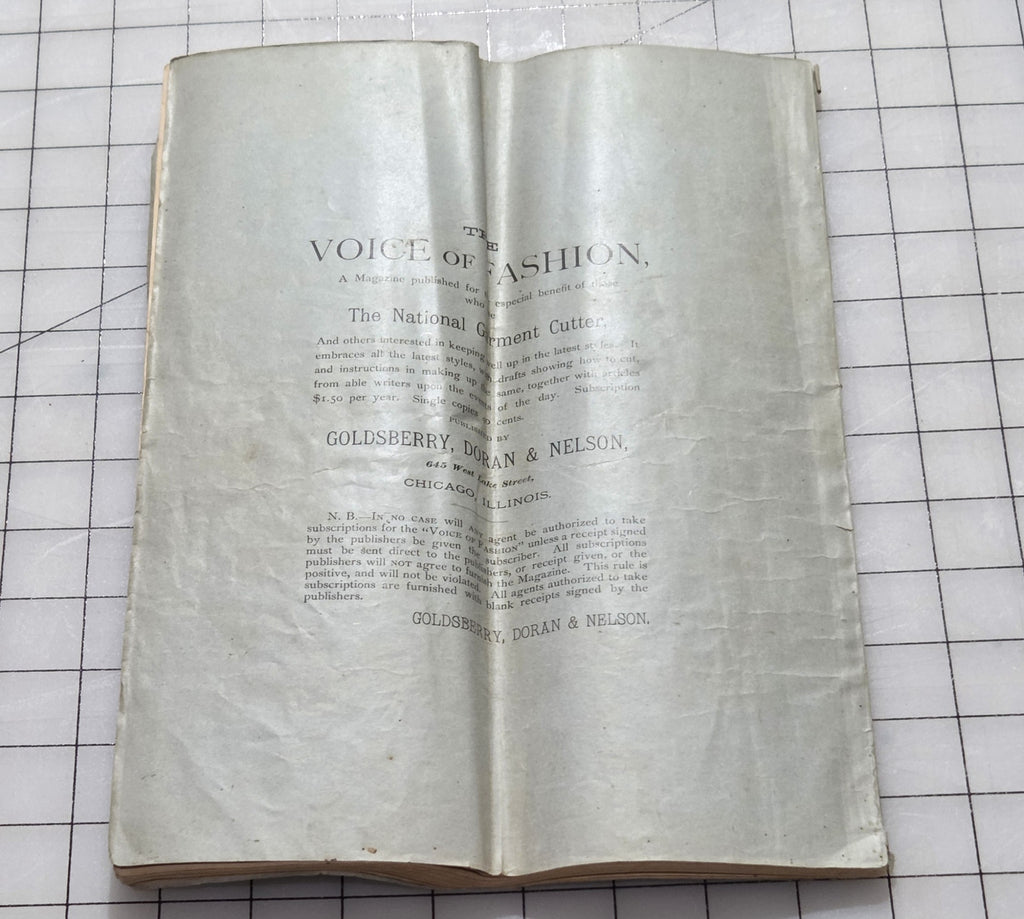 THE
VOICE OF FASHION,
A Magazine published for especial benefit of those
who
The National Garment Cutter,
And others interested in keeping well up in the latest styles. It
embraces all the latest styles, drafts showing how to cut,
and instructions in making up the same, together with articles
from able writers upon the events of the day. Subscription
$1.50 per year. Single copies cents.
PUBLISHED BY
GOLDSBERRY, DORAN & NELSON,
645 West Lake Street,
CHICAGO, ILLINOIS.
N. B.—IN NO CASE will ANY agent be authorized to take
subscriptions for the "VOICE OF FASHION" unless a receipt signed
by the publishers be given the subscriber. All subscriptions
must be sent direct to the publishers, or receipt given, or the
publishers will NOT agree to furnish the Magazine. This rule is
positive, and will not be violated. All agents authorized to take
subscriptions are furnished with blank receipts signed by the
publishers.
GOLDSBERRY, DORAN & NELSON.